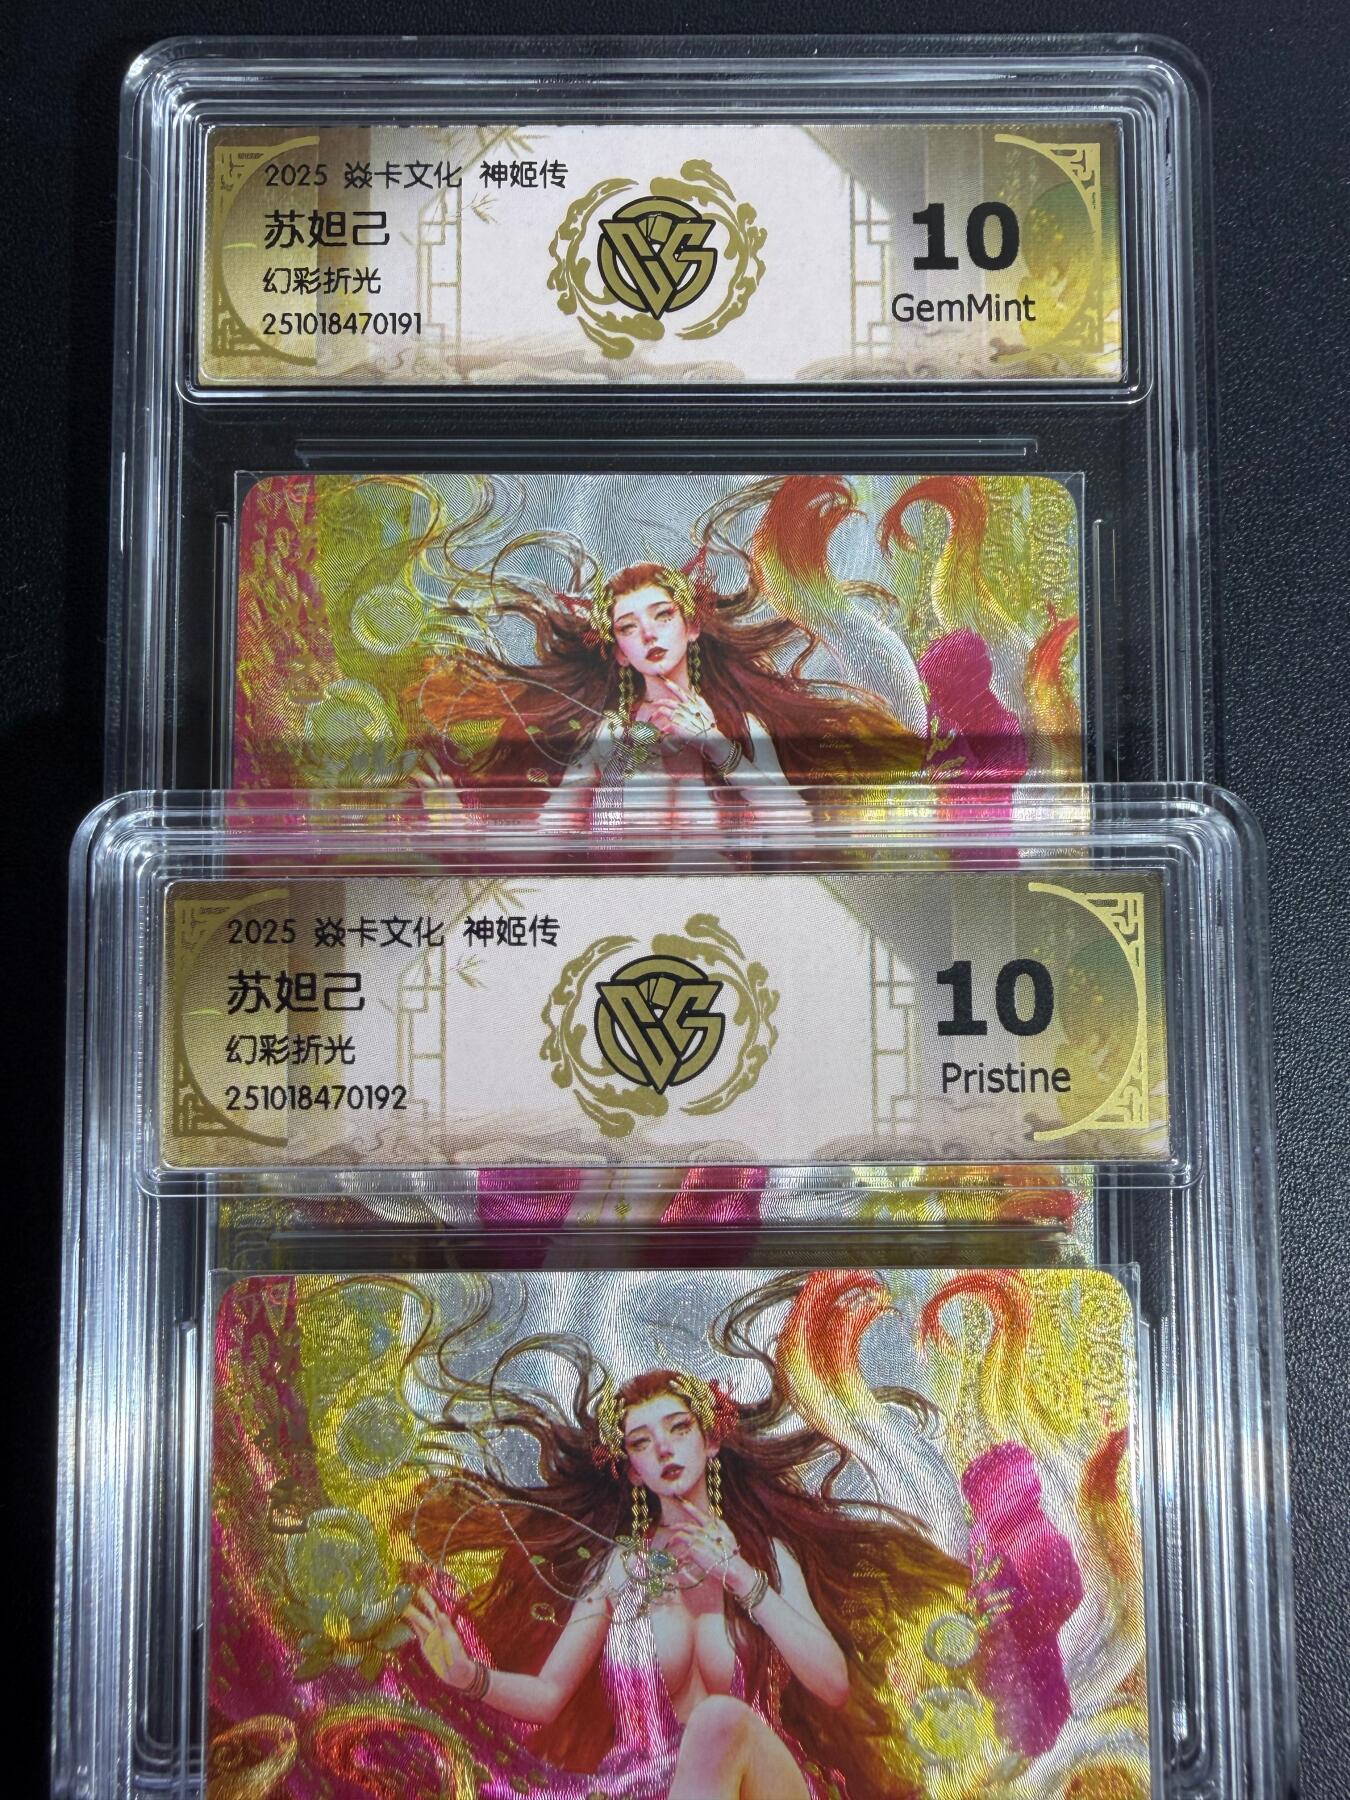 2025 焱卡文化 神姬传
苏妲己
幻彩折光
251018470191
10
GemMint
2025 焱卡文化 神姬传
苏妲己
幻彩折光
251018470192
10
Pristine